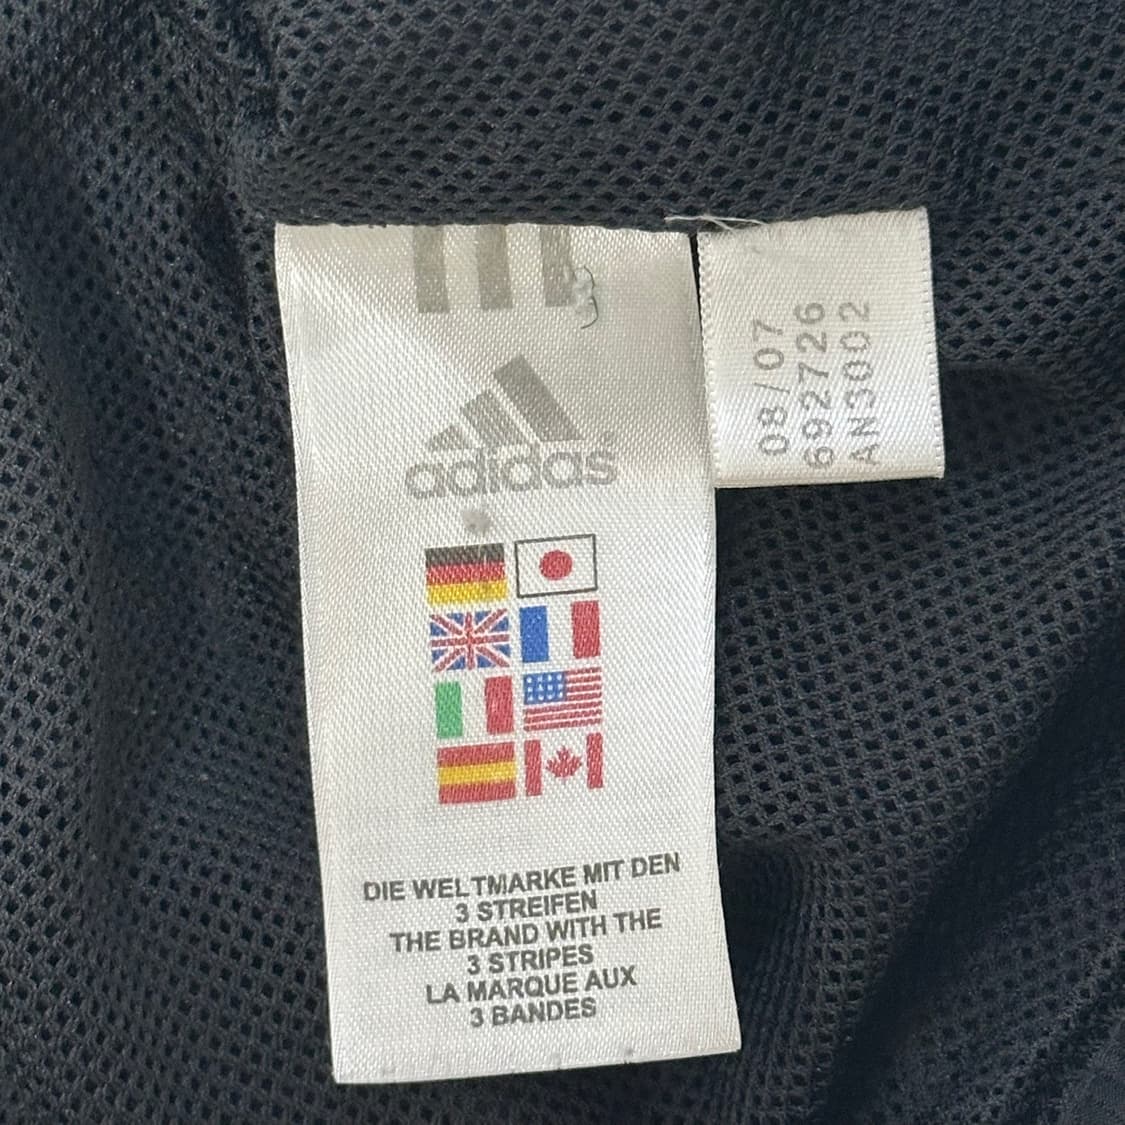 adidas
DIE WELTMARKE MIT DEN
3 STREIFEN
THE BRAND WITH THE
3 STRIPES
LA MARQUE AUX
3 BANDES
08/07
692726
AN3002